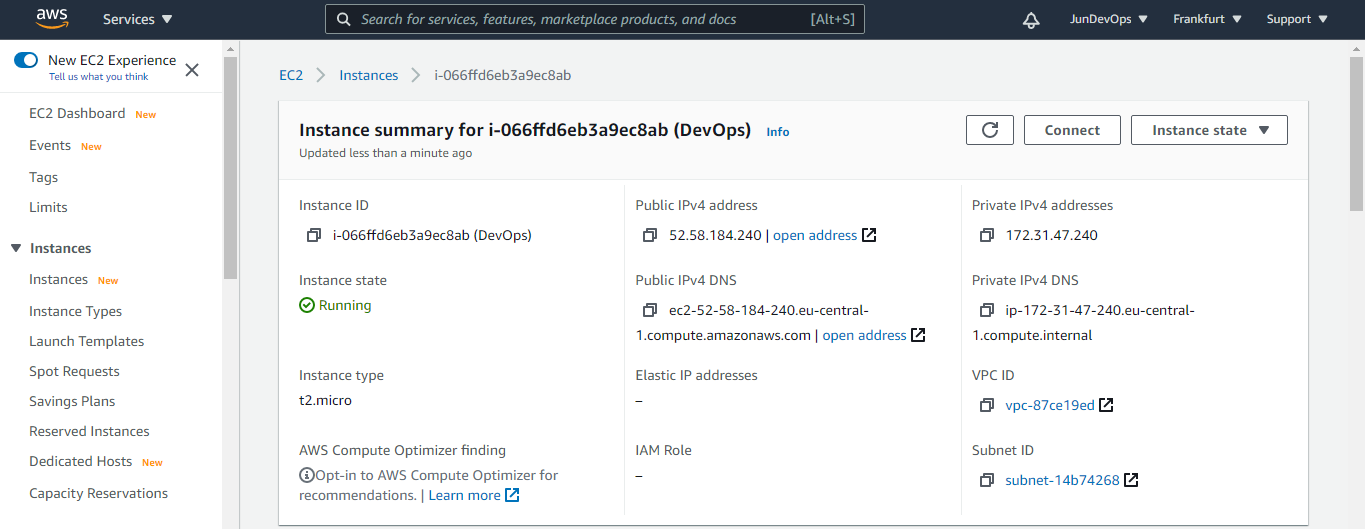 aws
Services
Search for services, features, marketplace products, and docs
[Alt+S]
JunDevOps
Frankfurt
Support
New EC2 Experience
Tell us what you think
EC2 Dashboard New
Events New
Tags
Limits
Instances
Instances New
Instance Types
Launch Templates
Spot Requests
Savings Plans
Reserved Instances
Dedicated Hosts New
Capacity Reservations
EC2
Instances
i-066ffd6eb3a9ec8ab
Instance summary for i-066ffd6eb3a9ec8ab (DevOps) Info
Updated less than a minute ago
Connect
Instance state
Instance ID
i-066ffd6eb3a9ec8ab (DevOps)
Instance state
Running
Instance type
t2.micro
AWS Compute Optimizer finding
Opt-in to AWS Compute Optimizer for
recommendations. | Learn more
Public IPv4 address
52.58.184.240 | open address
Public IPv4 DNS
ec2-52-58-184-240.eu-central-
1.compute.amazonaws.com | open address
Elastic IP addresses
–
IAM Role
–
Private IPv4 addresses
172.31.47.240
Private IPv4 DNS
ip-172-31-47-240.eu-central-
1.compute.internal
VPC ID
vpc-87ce19ed
Subnet ID
subnet-14b74268